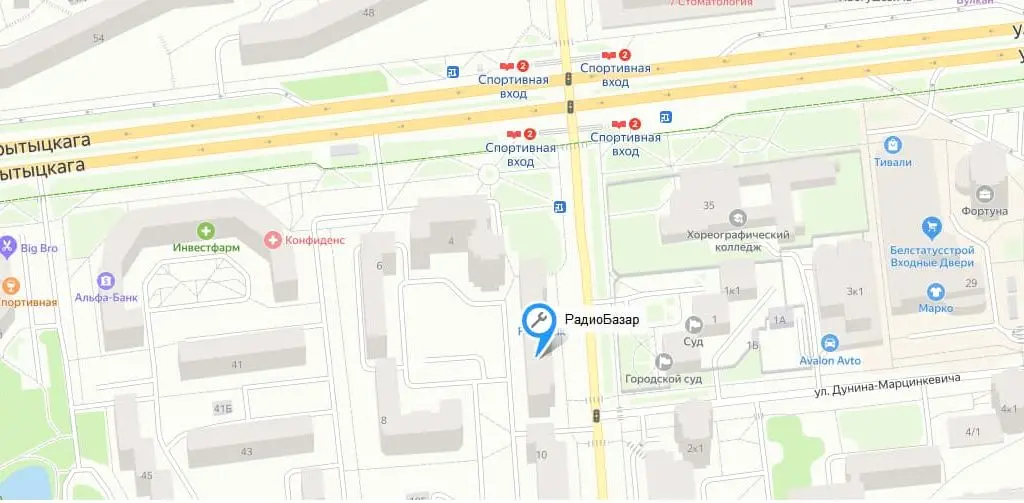 Стоматология
Вулкан
48
54
2
Спортивная
вход
2
Спортивная
вход
2
Спортивная
вход
2
Спортивная
вход
рытыцкага
ытыцкага
Тивали
35
Хореографический
колледж
Фортуна
Инвестфарм
Конфиденс
4
6
Big Bro
Белстатусстрой
Входные Двери
Альфа-Банк
Спортивная
1к1
3к1
29
Марко
РадиоБазар
1
1А
Суд
1Б
Avalon Avto
41
Городской суд
ул. Дунина-Марцинкевича
41Б
8
4к1
4/1
43
2к1
10
45